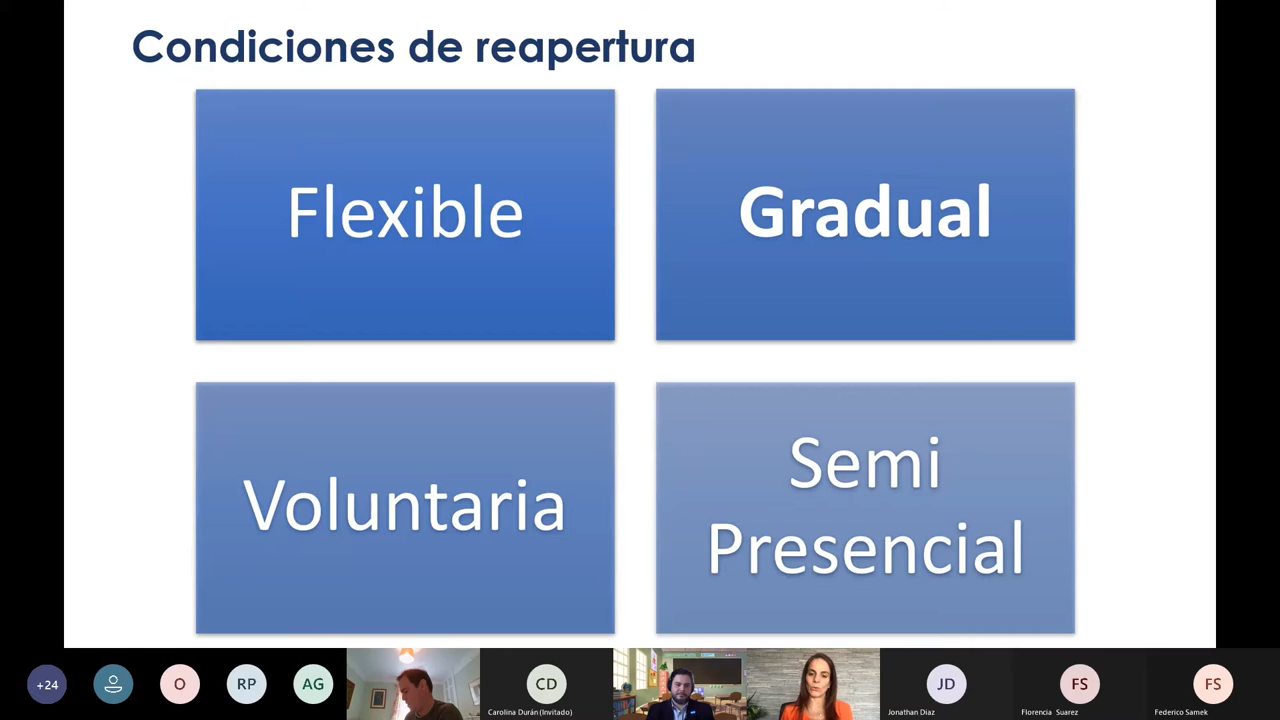 Condiciones de reapertura
Flexible
Gradual
Voluntaria
Semi
Presencial
+24
O
RP
AG
CD
Carolina Durán (Invitado)
JD
Jonathan Diaz
FS
Florencia Suarez
FS
Federico Samek